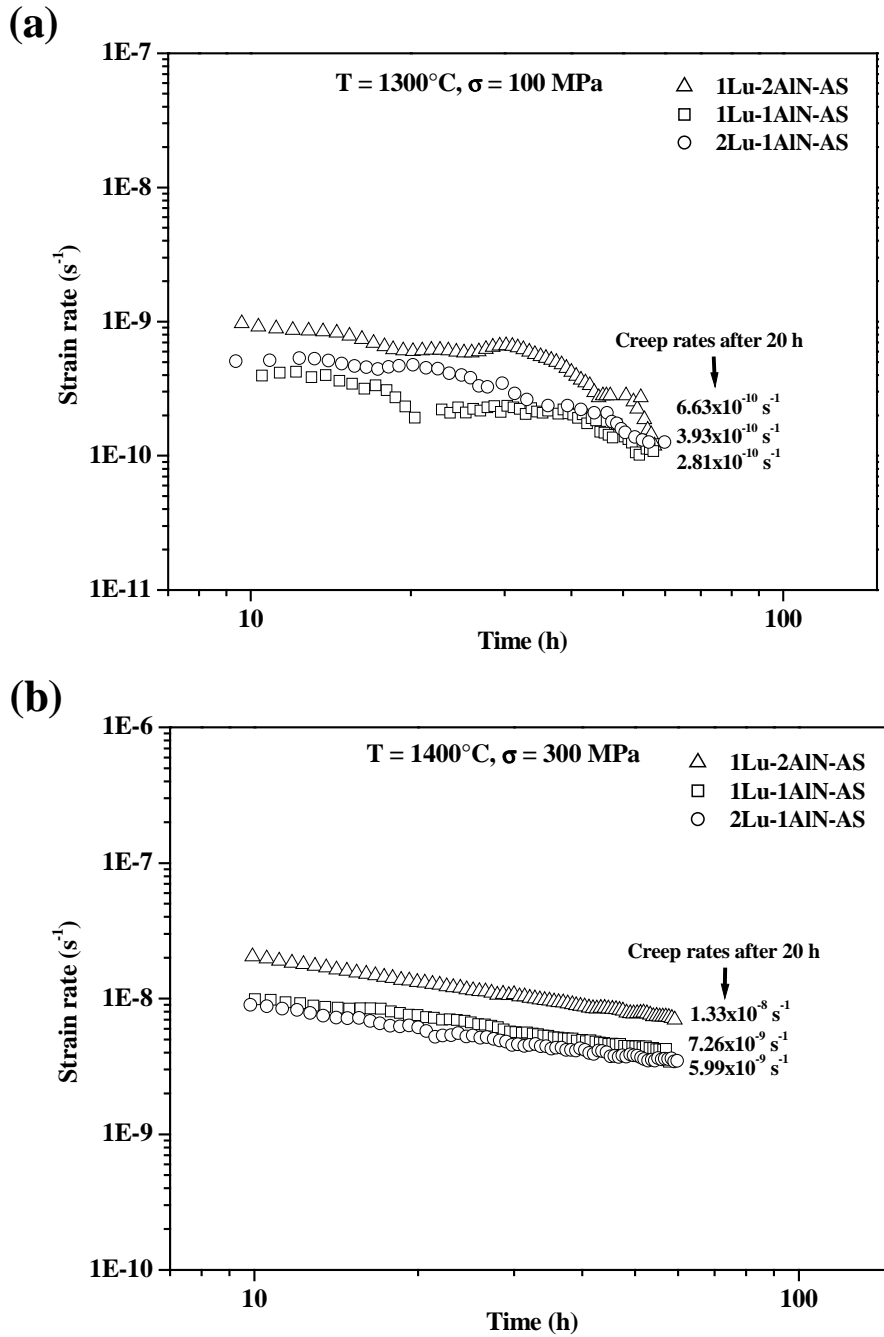 (a)
1E-7
T = 1300°C, σ = 100 MPa
1Lu-2AlN-AS
1Lu-1AlN-AS
2Lu-1AlN-AS
1E-8
Strain rate (s⁻¹)
1E-9
Creep rates after 20 h
6.63x10⁻¹⁰ s⁻¹
3.93x10⁻¹⁰ s⁻¹
1E-10
2.81x10⁻¹⁰ s⁻¹
1E-11
10 100
Time (h)
(b)
1E-6
T = 1400°C, σ = 300 MPa
1Lu-2AlN-AS
1Lu-1AlN-AS
2Lu-1AlN-AS
1E-7
Strain rate (s⁻¹)
Creep rates after 20 h
1E-8
1.33x10⁻⁸ s⁻¹
7.26x10⁻⁹ s⁻¹
5.99x10⁻⁹ s⁻¹
1E-9
1E-10
10 100
Time (h)